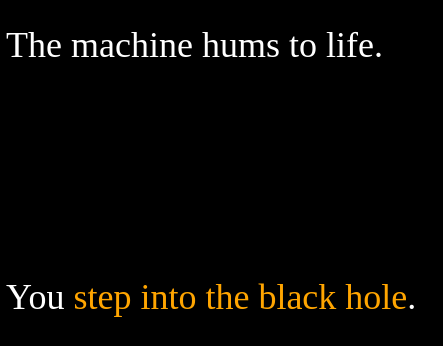 The machine hums to life.
You step into the black hole.